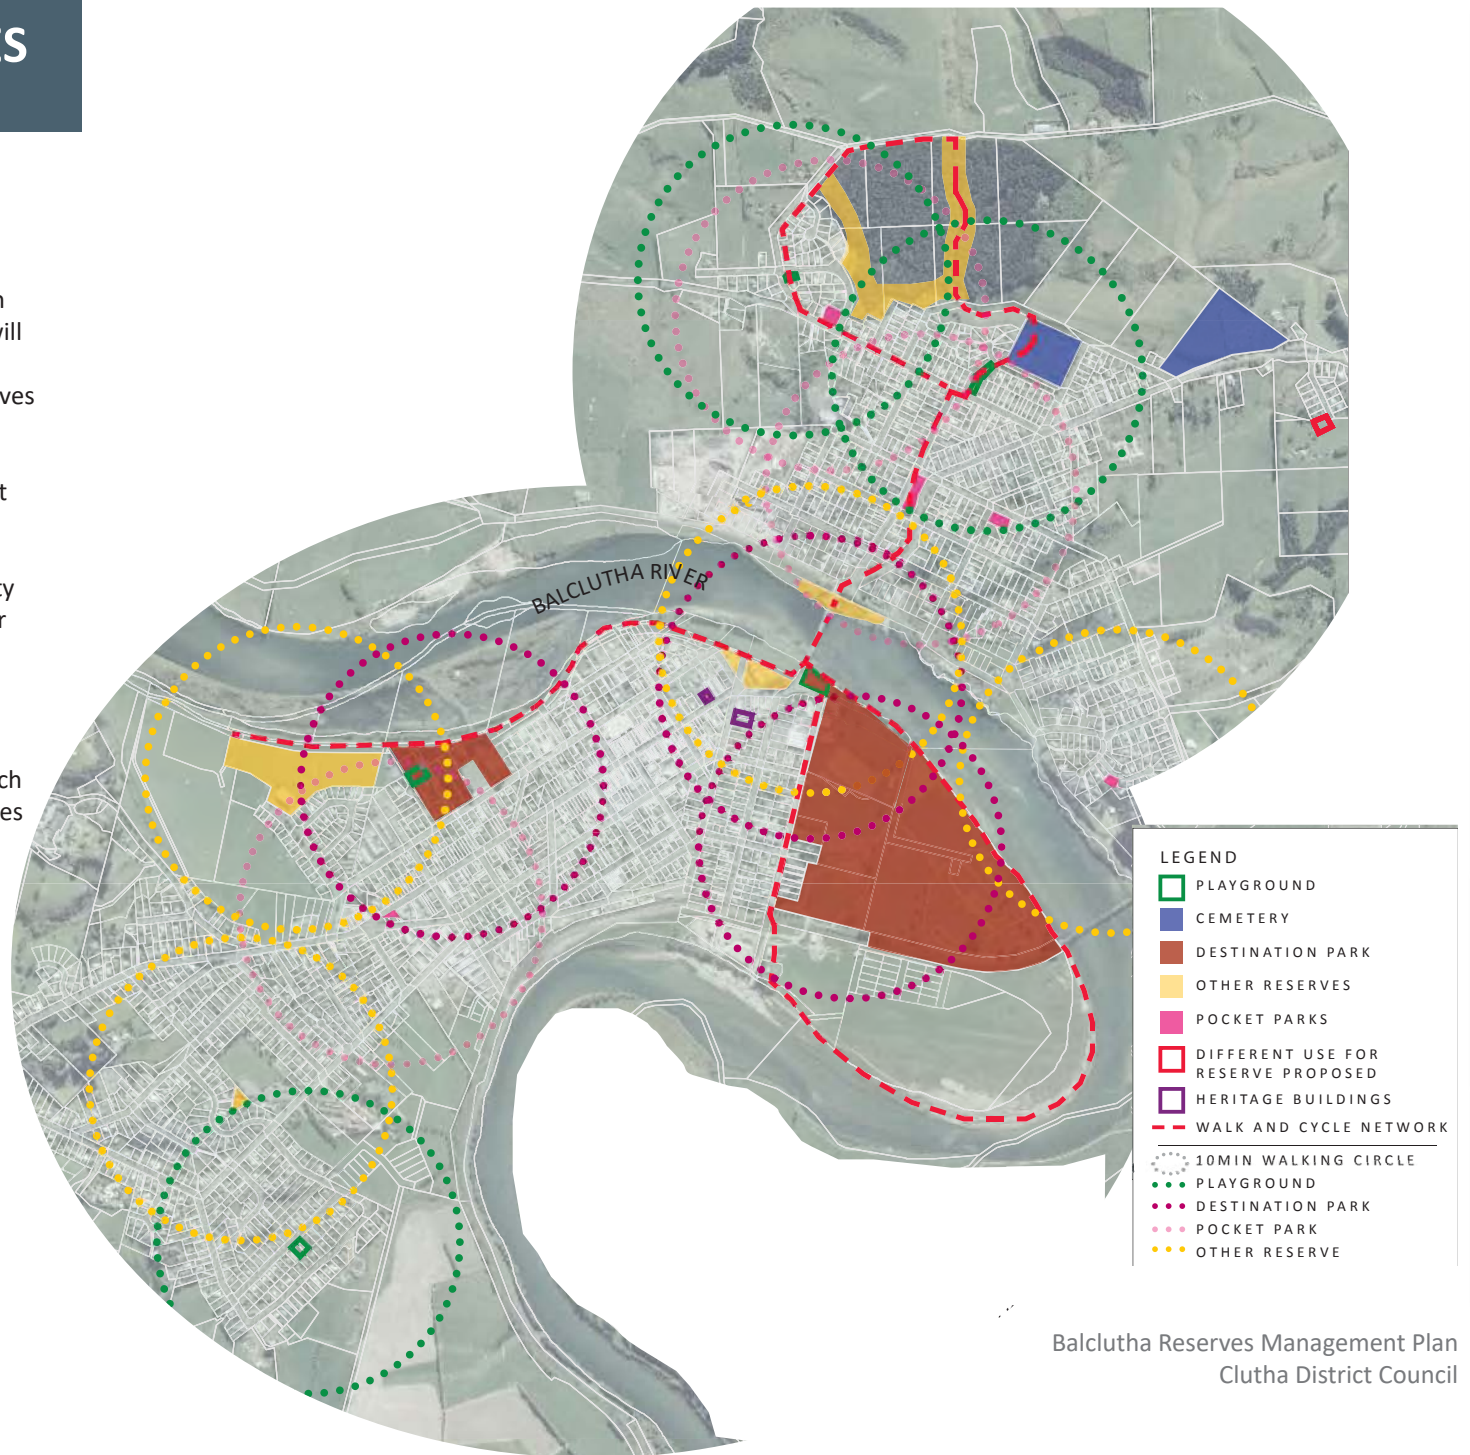 ES
n
vill
ves
t
ty
r
ch
es
BALCLUTHA RIVER
LEGEND
PLAYGROUND
CEMETERY
DESTINATION PARK
OTHER RESERVES
POCKET PARKS
DIFFERENT USE FOR
RESERVE PROPOSED
HERITAGE BUILDINGS
WALK AND CYCLE NETWORK
10MIN WALKING CIRCLE
PLAYGROUND
DESTINATION PARK
POCKET PARK
OTHER RESERVE
Balclutha Reserves Management Plan
Clutha District Council